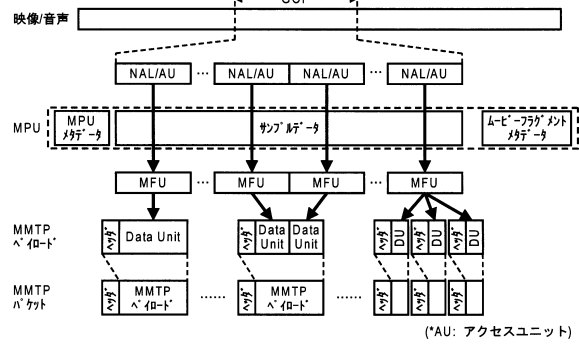 GOP
映像/音声
NAL/AU … NAL/AU NAL/AU … NAL/AU
MPU
MPU メタデータ
サンプルデータ
ムービーフラグメント メタデータ
MFU … MFU MFU … MFU
MMTP ペイロード
ヘッダ Data Unit
ヘッダ Data Unit Data Unit
ヘッダ DU ヘッダ DU ヘッダ DU
MMTP パケット
ヘッダ MMTP ペイロード …… ヘッダ MMTP ペイロード …… ヘッダ ヘッダ ヘッダ
(*AU: アクセスユニット)